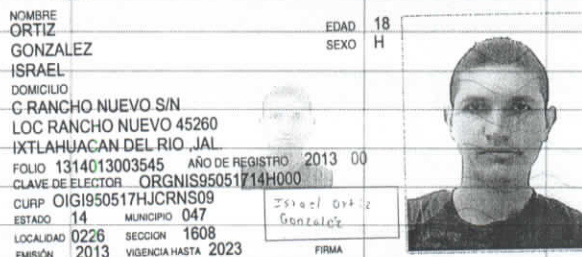 NOMBRE
ORTIZ EDAD 18
GONZALEZ SEXO H
ISRAEL
DOMICILIO
C RANCHO NUEVO S/N
LOC RANCHO NUEVO 45260
IXTLAHUACAN DEL RIO ,JAL.
FOLIO 1314013003545 AÑO DE REGISTRO 2013 00
CLAVE DE ELECTOR ORGNIS95051714H000
CURP OIGI950517HJCRNS09
ESTADO 14 MUNICIPIO 047
LOCALIDAD 0226 SECCION 1608
EMISIÓN 2013 VIGENCIA HASTA 2023
Israel Ortiz
Gonzalez
FIRMA